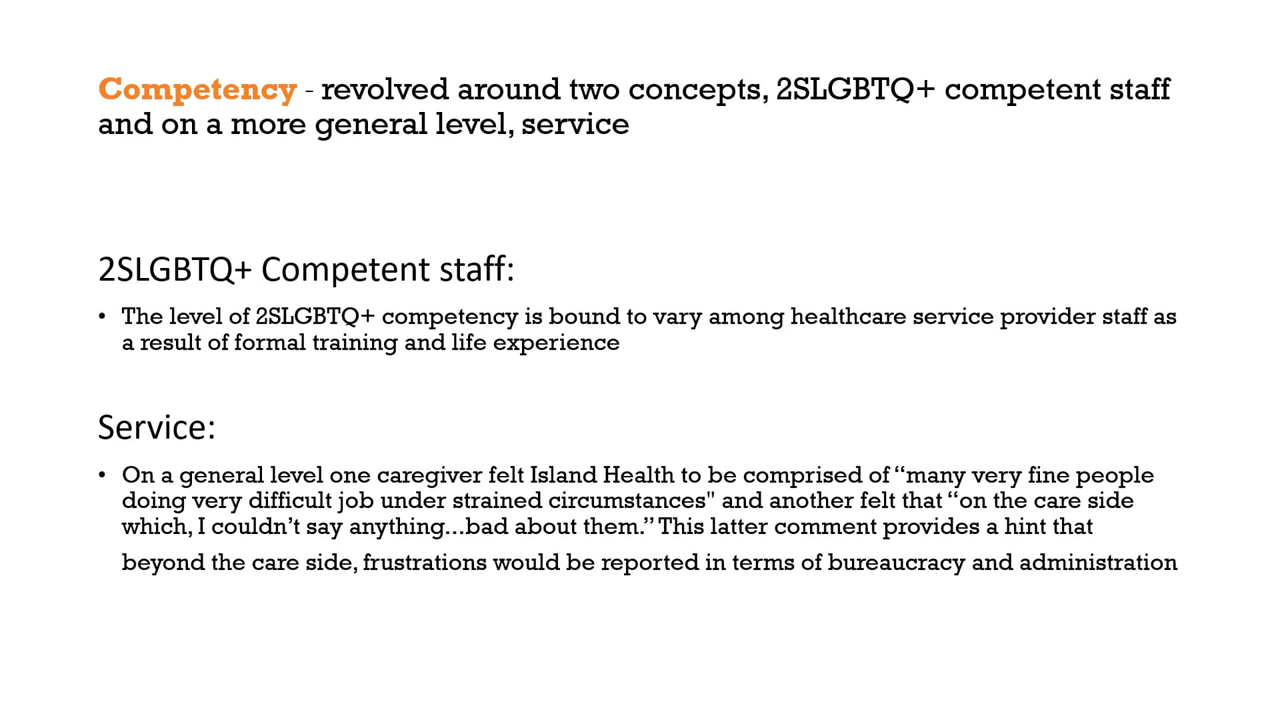 Competency - revolved around two concepts, 2SLGBTQ+ competent staff
and on a more general level, service
2SLGBTQ+ Competent staff:
• The level of 2SLGBTQ+ competency is bound to vary among healthcare service provider staff as
a result of formal training and life experience
Service:
• On a general level one caregiver felt Island Health to be comprised of “many very fine people
doing very difficult job under strained circumstances" and another felt that “on the care side
which, I couldn’t say anything...bad about them.” This latter comment provides a hint that
beyond the care side, frustrations would be reported in terms of bureaucracy and administration